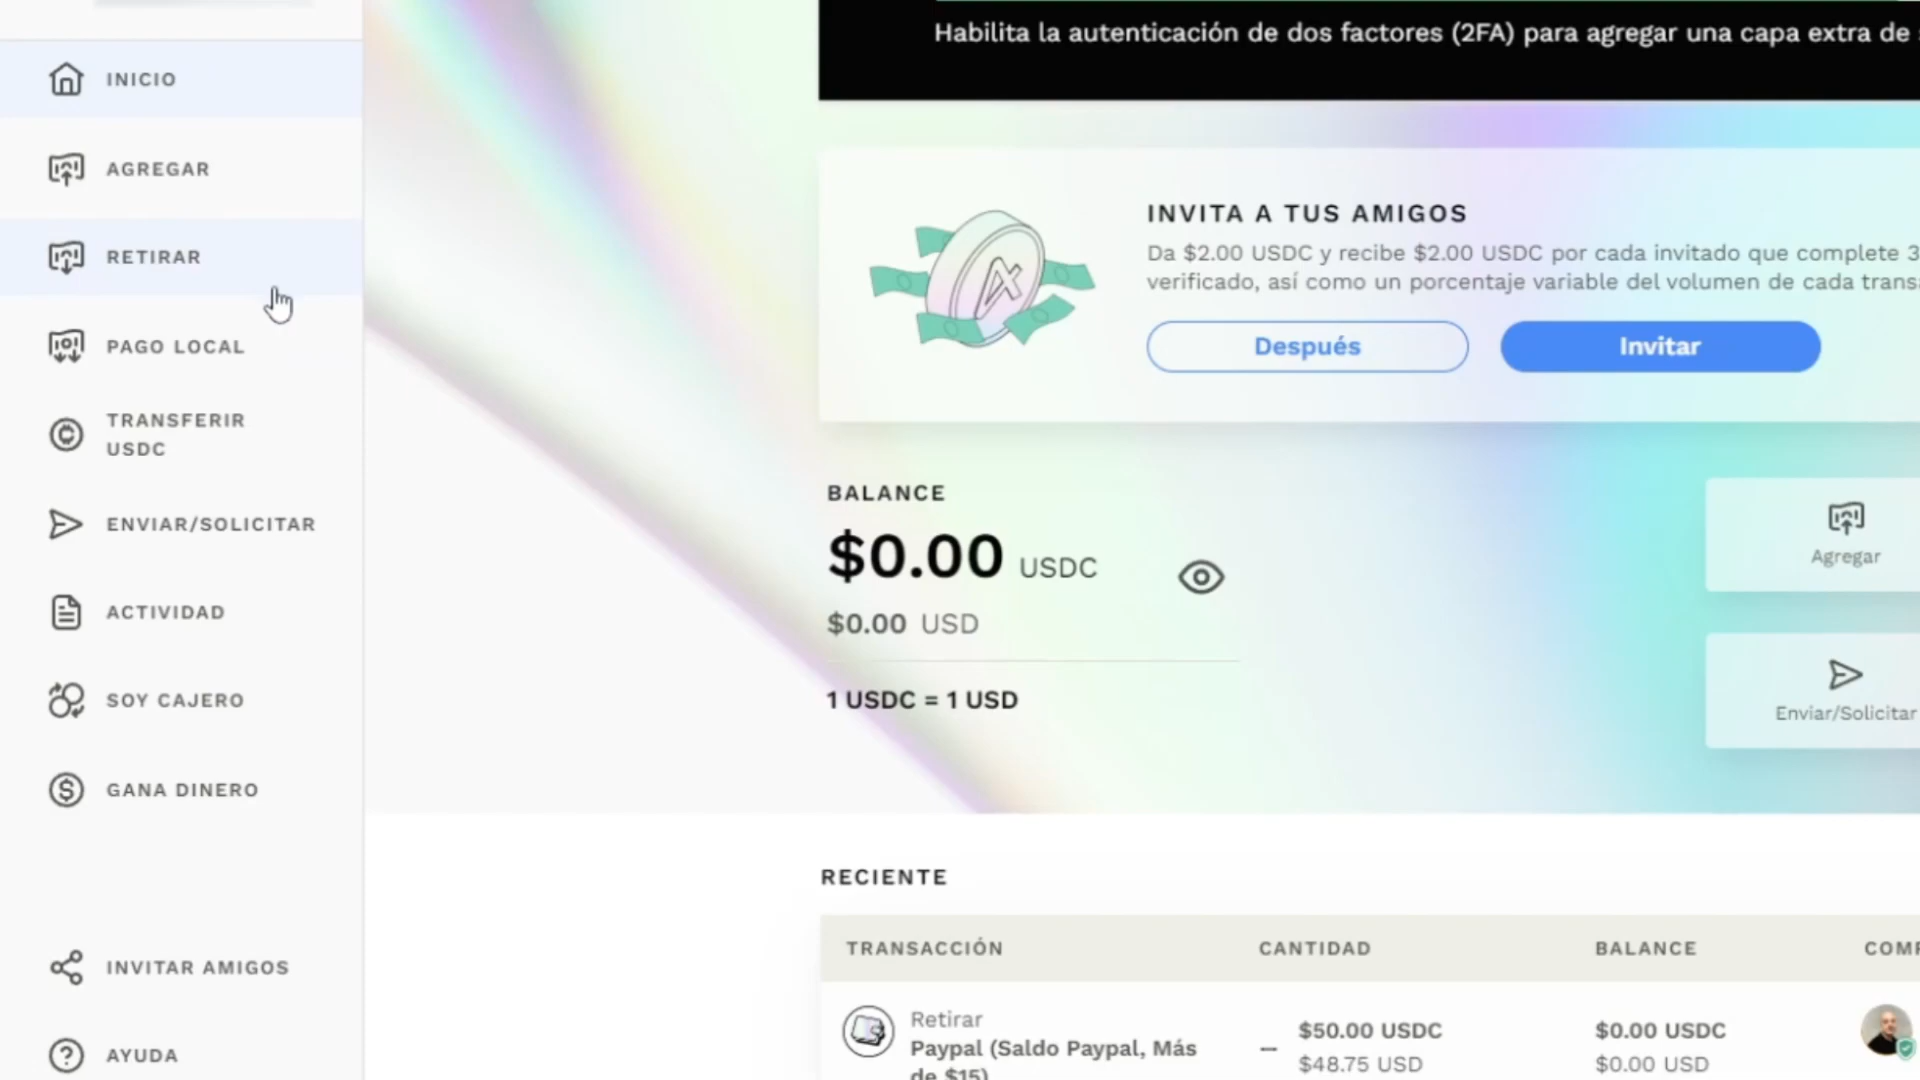 INICIO
AGREGAR
RETIRAR
PAGO LOCAL
TRANSFERIR
USDC
ENVIAR/SOLICITAR
ACTIVIDAD
SOY CAJERO
GANA DINERO
INVITAR AMIGOS
AYUDA
Habilita la autenticación de dos factores (2FA) para agregar una capa extra de
INVITA A TUS AMIGOS
Da $2.00 USDC y recibe $2.00 USDC por cada invitado que complete 3
verificado, así como un porcentaje variable del volumen de cada
Después
Invitar
BALANCE
$0.00 USDC
$0.00 USD
1 USDC = 1 USD
Agregar
Enviar/Solicitar
RECIENTE
TRANSACCIÓN CANTIDAD BALANCE
Retirar
Paypal (Saldo Paypal, Más
de $15)
— $50.00 USDC
$48.75 USD
$0.00 USDC
$0.00 USD